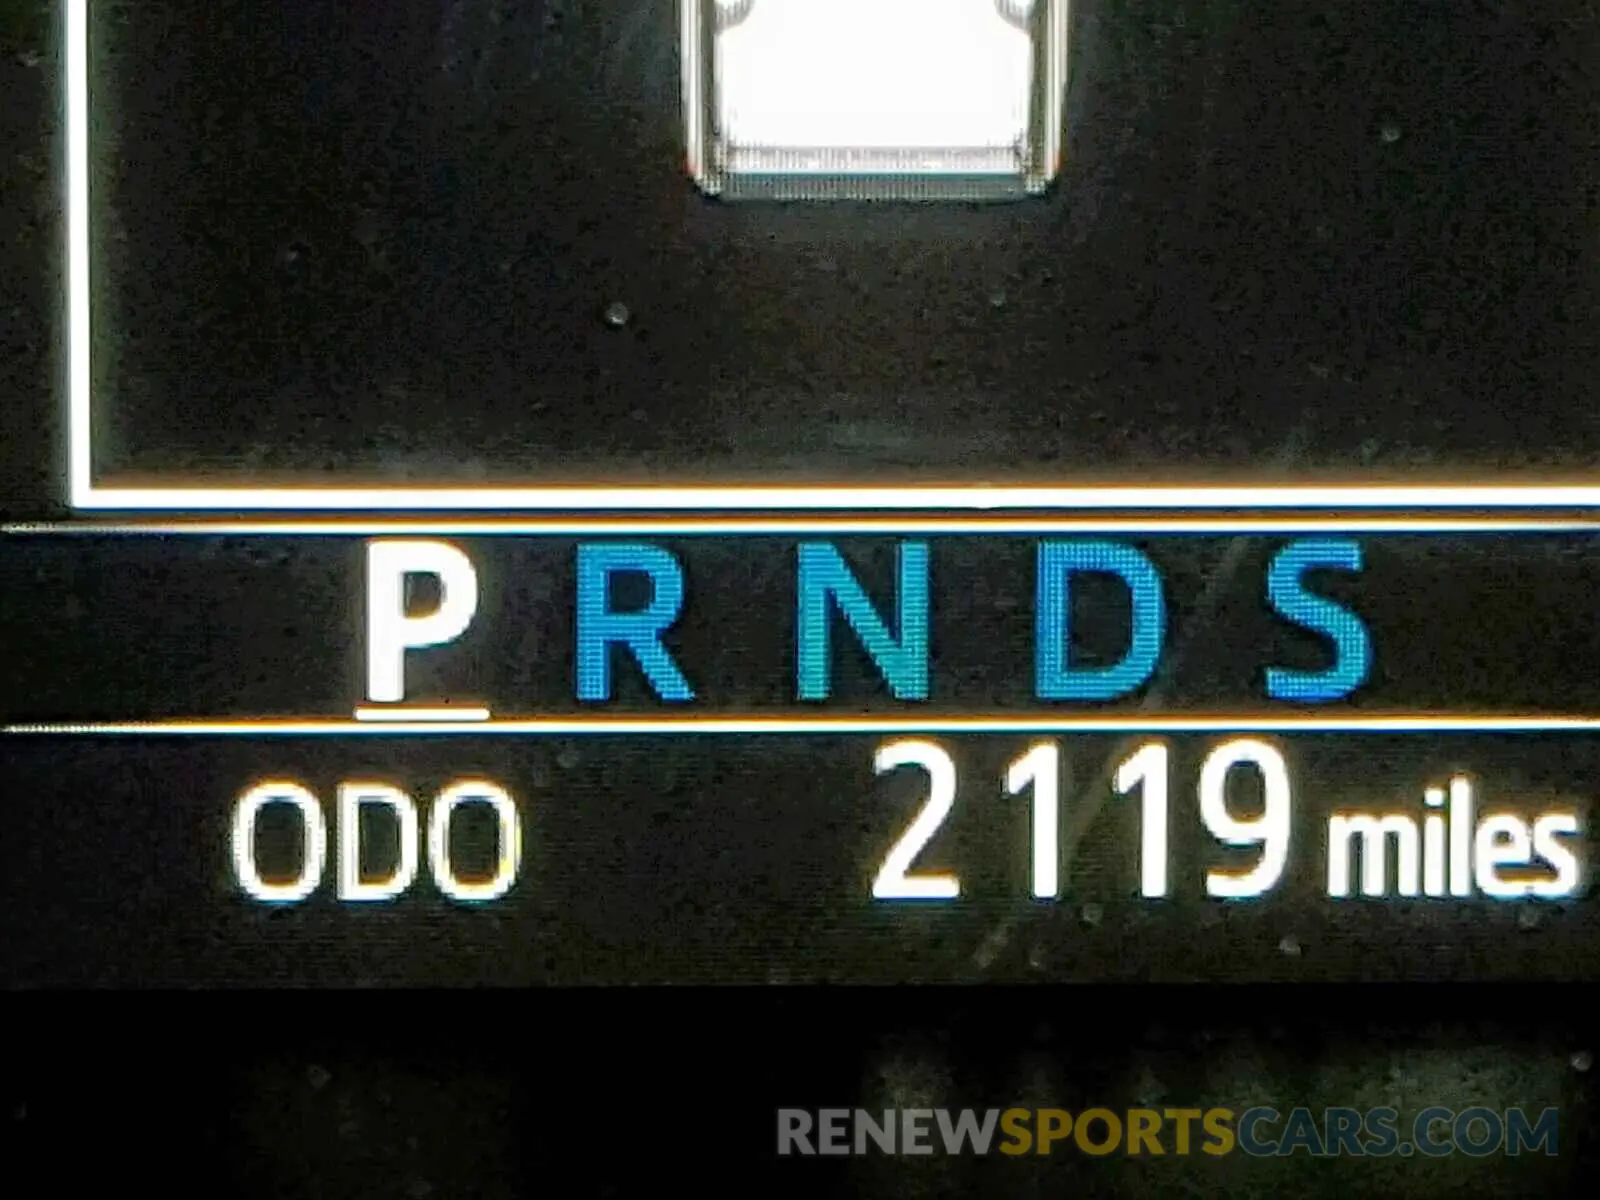 P R N D S
ODO 2119 miles
RENEWSPORTSCARS.COM